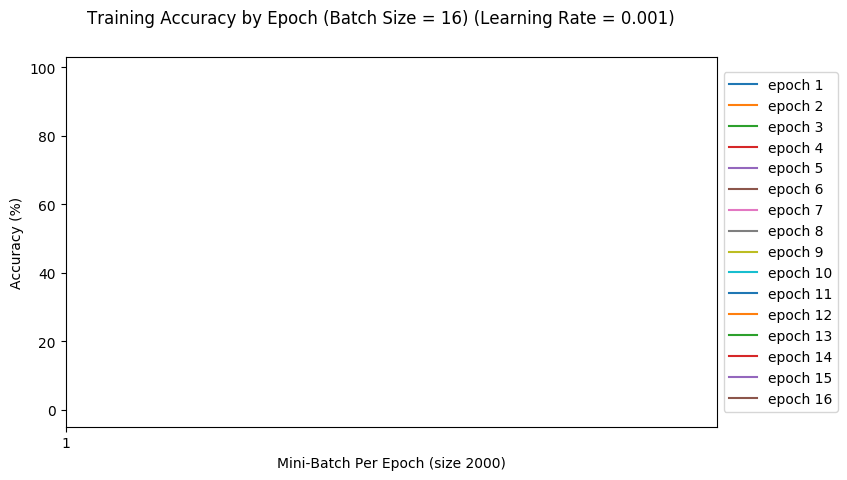 Training Accuracy by Epoch (Batch Size = 16) (Learning Rate = 0.001)
100
80
60
40
20
0
Accuracy (%)
1
Mini-Batch Per Epoch (size 2000)
epoch 1
epoch 2
epoch 3
epoch 4
epoch 5
epoch 6
epoch 7
epoch 8
epoch 9
epoch 10
epoch 11
epoch 12
epoch 13
epoch 14
epoch 15
epoch 16